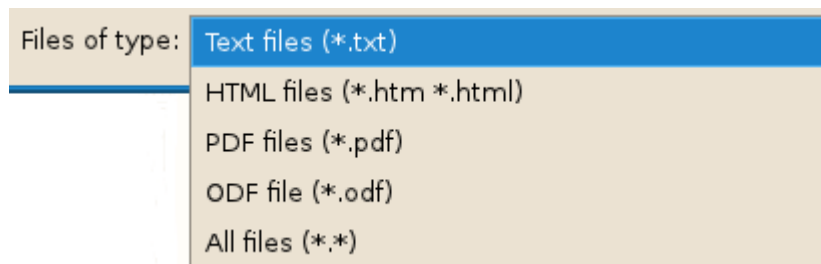 Files of type: Text files (*.txt)
HTML files (*.htm *.html)
PDF files (*.pdf)
ODF file (*.odf)
All files (*.*)